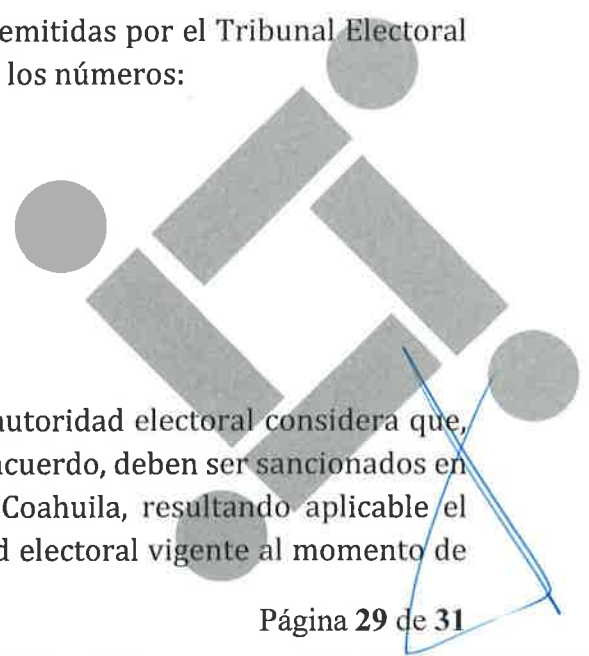 emitidas por el Tribunal Electoral
los números:
autoridad electoral considera que,
acuerdo, deben ser sancionados en
Coahuila, resultando aplicable el
electoral vigente al momento de
Página 29 de 31